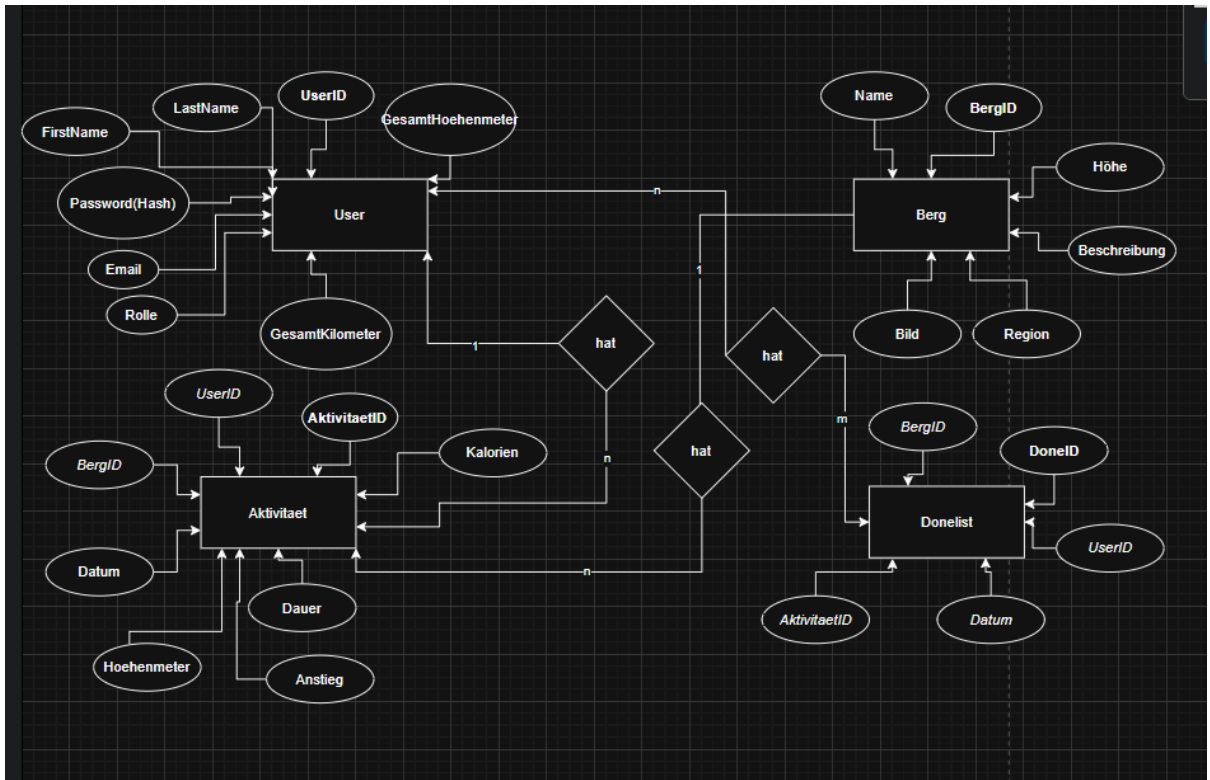 LastName
UserID
GesamtHoehenmeter
FirstName
Password(Hash)
User
Email
Rolle
GesamtKilometer
Name
BergID
Höhe
Berg
Beschreibung
Bild
Region
n
1
1
hat
hat
hat
n
m
n
UserID
AktivitaetID
Kalorien
BergID
Aktivitaet
Datum
Dauer
Hoehenmeter
Anstieg
BergID
DoneID
Donelist
UserID
AktivitaetID
Datum